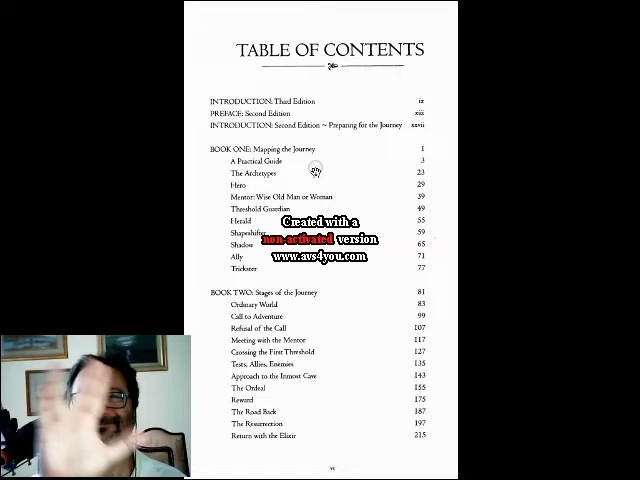 TABLE OF CONTENTS
INTRODUCTION: Third Edition ix
PREFACE: Second Edition xiii
INTRODUCTION: Second Edition ~ Preparing for the Journey xxvii
BOOK ONE: Mapping the Journey 1
A Practical Guide 3
The Archetypes 23
Hero 29
Mentor: Wise Old Man or Woman 39
Threshold Guardian 49
Herald 55
Shapeshifter 59
Shadow 65
Ally 71
Trickster 77
Created with a
non-activated version
www.avs4you.com
BOOK TWO: Stages of the Journey 81
Ordinary World 83
Call to Adventure 99
Refusal of the Call 107
Meeting with the Mentor 117
Crossing the First Threshold 127
Tests, Allies, Enemies 135
Approach to the Inmost Cave 143
The Ordeal 155
Reward 175
The Road Back 187
The Resurrection 197
Return with the Elixir 215
vi